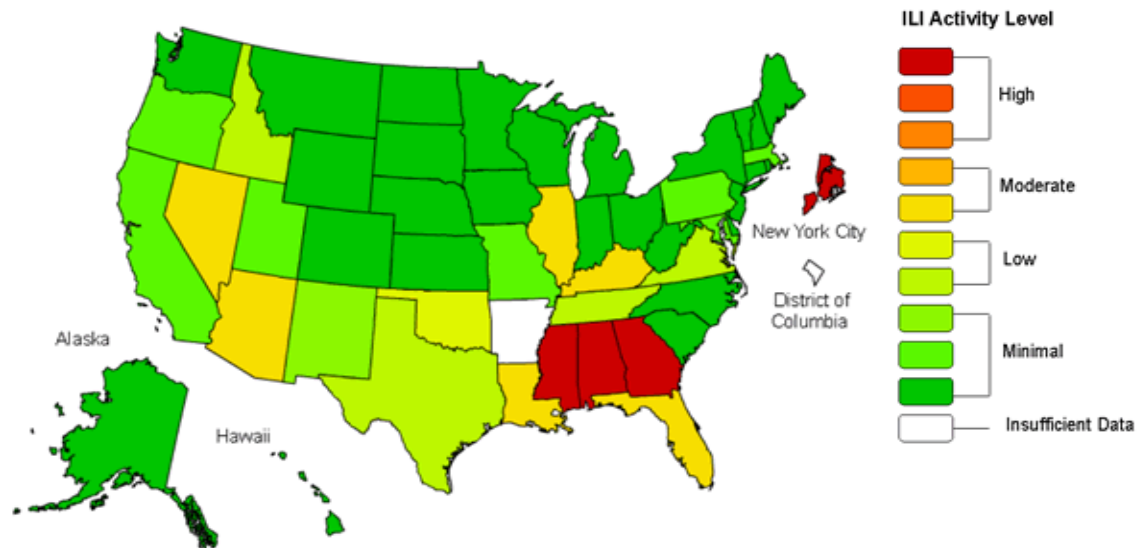 ILI Activity Level
High
Moderate
New York City
Low
District of
Columbia
Alaska
Minimal
Hawaii
Insufficient Data